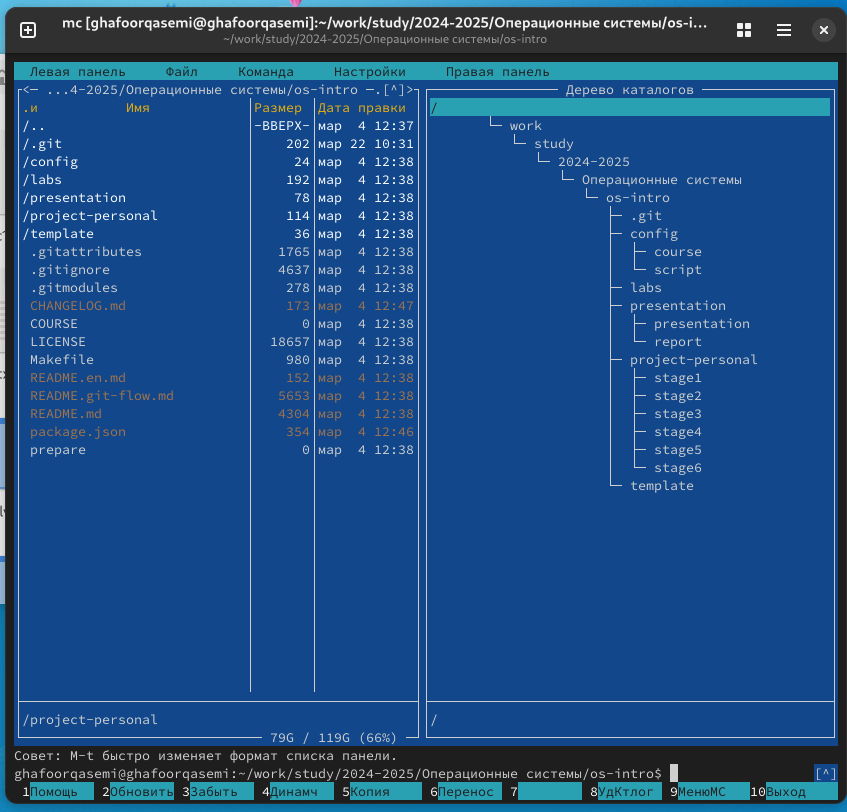 mc [ghafoorqasemi@ghafoorqasemi]:~/work/study/2024-2025/Операционные системы/os-i...
~/work/study/2024-2025/Операционные системы/os-intro
Левая панель Файл Команда Настройки Правая панель
<— ...4-2025/Операционные системы/os-intro —.[^]>
.и Имя Размер Дата правки
/.. -ВВЕРХ- мар 4 12:37
/.git 202 мар 22 10:31
/config 24 мар 4 12:38
/labs 192 мар 4 12:38
/presentation 78 мар 4 12:38
/project-personal 114 мар 4 12:38
/template 36 мар 4 12:38
.gitattributes 1765 мар 4 12:38
.gitignore 4637 мар 4 12:38
.gitmodules 278 мар 4 12:38
CHANGELOG.md 173 мар 4 12:47
COURSE 0 мар 4 12:38
LICENSE 18657 мар 4 12:38
Makefile 980 мар 4 12:38
README.en.md 152 мар 4 12:38
README.git-flow.md 5653 мар 4 12:38
README.md 4304 мар 4 12:38
package.json 354 мар 4 12:46
prepare 0 мар 4 12:38
/project-personal
79G / 119G (66%)
Дерево каталогов
/
work
study
2024-2025
Операционные системы
os-intro
.git
config
course
script
labs
presentation
presentation
report
project-personal
stage1
stage2
stage3
stage4
stage5
stage6
template
/
Совет: M-t быстро изменяет формат списка панели.
ghafoorqasemi@ghafoorqasemi:~/work/study/2024-2025/Операционные системы/os-intro$ [^]
1Помощь 2Обновить 3Забыть 4Динамч 5Копия 6Перенос 7 8УдКтлог 9МенюMC 10Выход